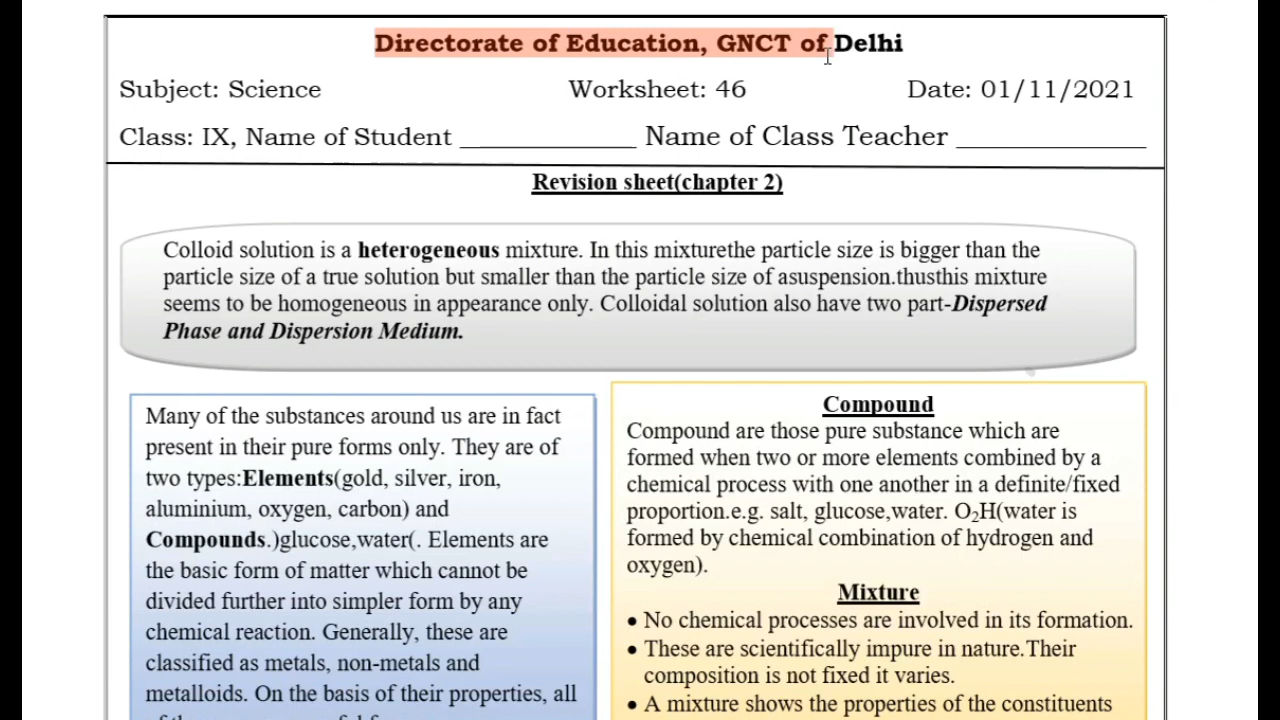 Directorate of Education, GNCT of Delhi
Subject: Science Worksheet: 46 Date: 01/11/2021
Class: IX, Name of Student ____________ Name of Class Teacher _____________
Revision sheet(chapter 2)
Colloid solution is a heterogeneous mixture. In this mixturethe particle size is bigger than the
particle size of a true solution but smaller than the particle size of asuspension.thusthis mixture
seems to be homogeneous in appearance only. Colloidal solution also have two part-Dispersed
Phase and Dispersion Medium.
Many of the substances around us are in fact
present in their pure forms only. They are of
two types:Elements(gold, silver, iron,
aluminium, oxygen, carbon) and
Compounds.)glucose,water(. Elements are
the basic form of matter which cannot be
divided further into simpler form by any
chemical reaction. Generally, these are
classified as metals, non-metals and
metalloids. On the basis of their properties, all
Compound
Compound are those pure substance which are
formed when two or more elements combined by a
chemical process with one another in a definite/fixed
proportion.e.g. salt, glucose,water. O₂H(water is
formed by chemical combination of hydrogen and
oxygen).
Mixture
• No chemical processes are involved in its formation.
• These are scientifically impure in nature.Their
composition is not fixed it varies.
• A mixture shows the properties of the constituents